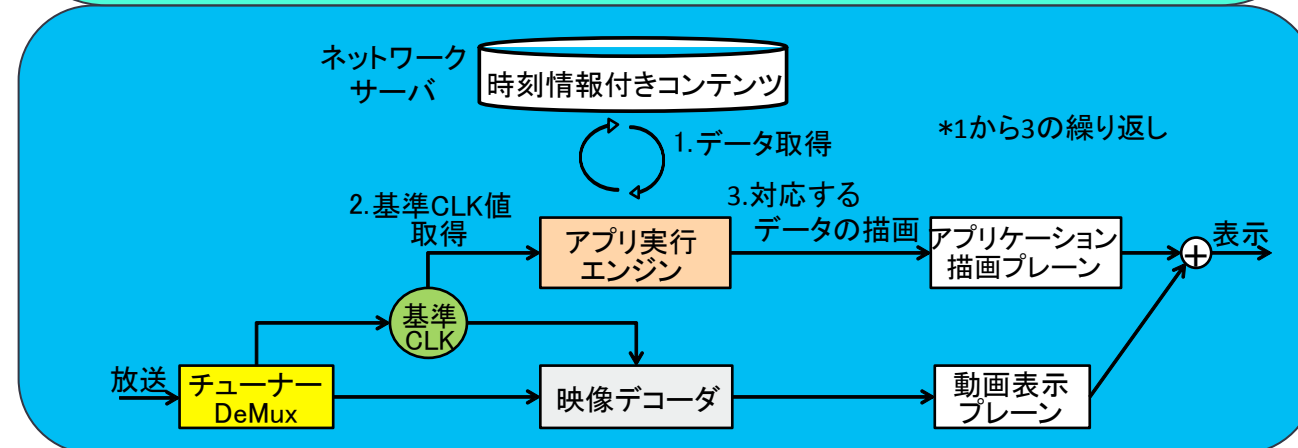 ネットワーク
サーバ
時刻情報付きコンテンツ
1.データ取得
*1から3の繰り返し
2.基準CLK値
取得
3.対応する
データの描画
アプリ実行
エンジン
アプリケーション
描画プレーン
+
表示
基準
CLK
放送
チューナー
DeMux
映像デコーダ
動画表示
プレーン